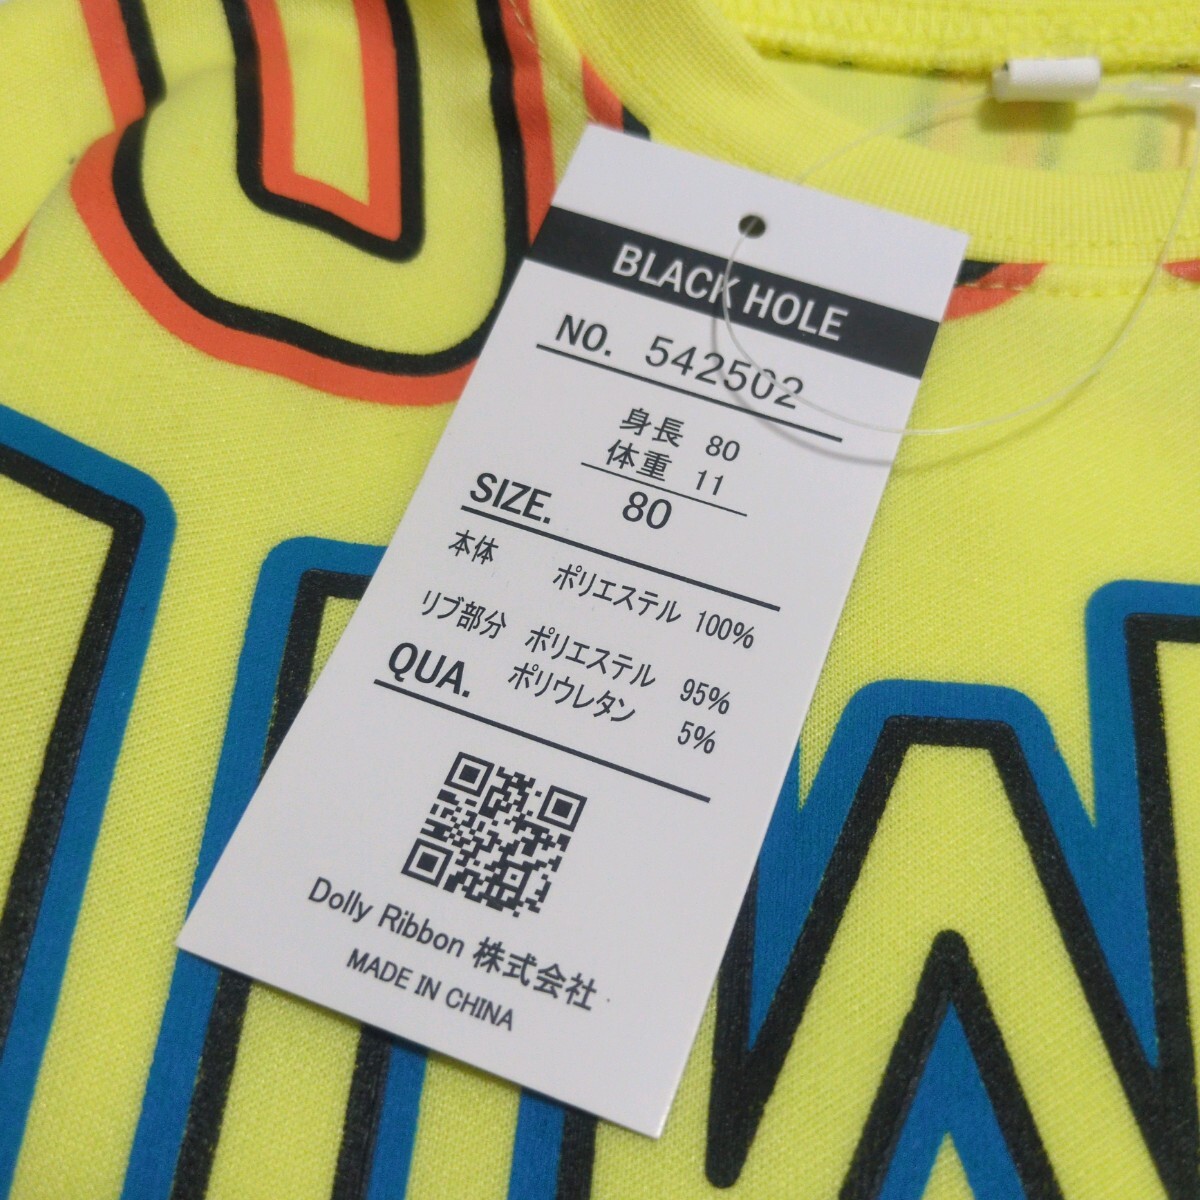 BLACK HOLE
NO. 542502
身長 80
体重 11
SIZE. 80
本体 ポリエステル 100%
リブ部分 ポリエステル 95%
QUA. ポリウレタン 5%
Dolly Ribbon 株式会社
MADE IN CHINA